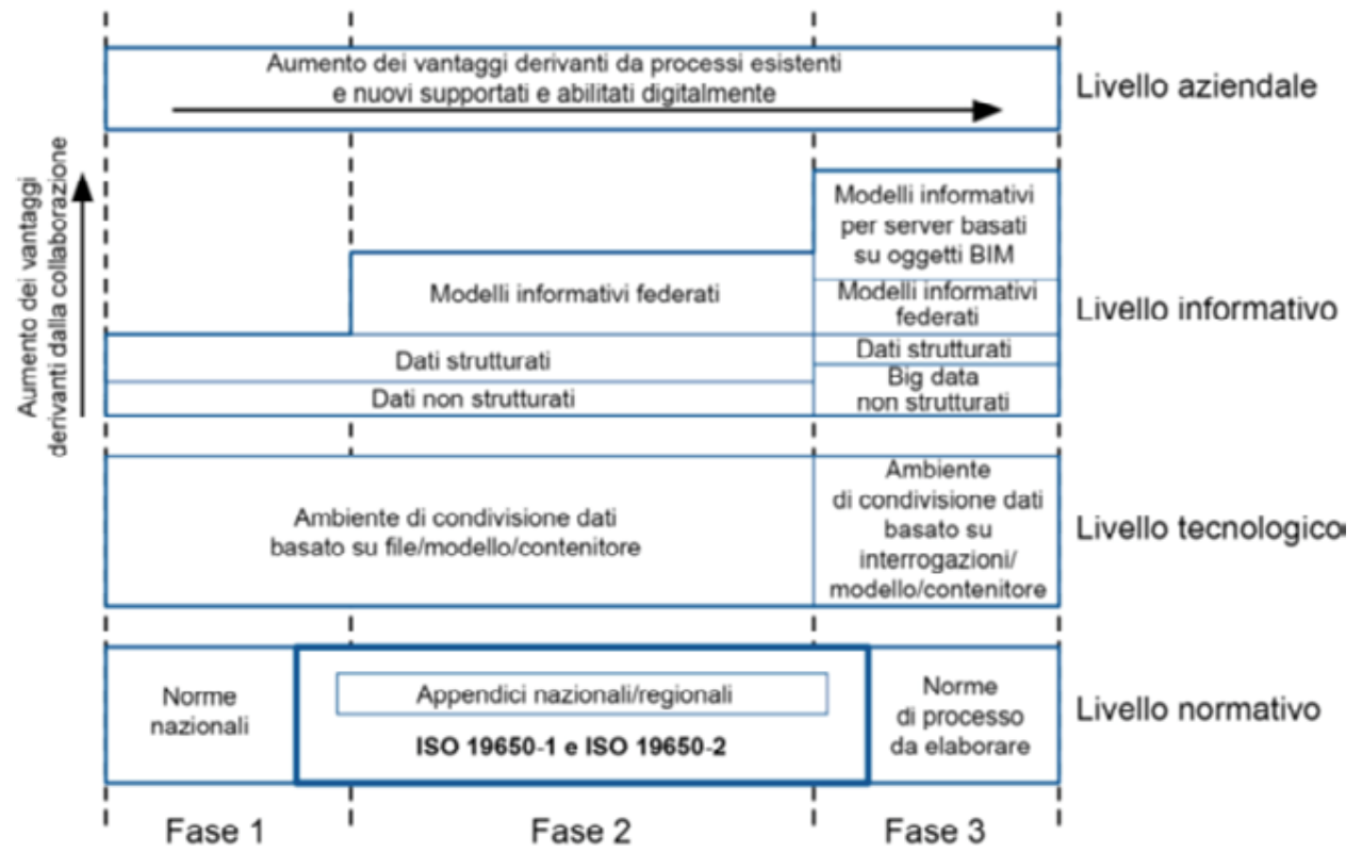 Aumento dei vantaggi derivanti da processi esistenti
e nuovi supportati e abilitati digitalmente
Livello aziendale
Aumento dei vantaggi
derivanti dalla collaborazione
Modelli informativi
per server basati
su oggetti BIM
Modelli informativi federati
Modelli informativi
federati
Livello informativo
Dati strutturati
Dati strutturati
Dati non strutturati
Big data
non strutturati
Ambiente di condivisione dati
basato su file/modello/contenitore
Ambiente
di condivisione dati
basato su
interrogazioni/
modello/contenitore
Livello tecnologico
Norme
nazionali
Appendici nazionali/regionali
ISO 19650-1 e ISO 19650-2
Norme
di processo
da elaborare
Livello normativo
Fase 1
Fase 2
Fase 3